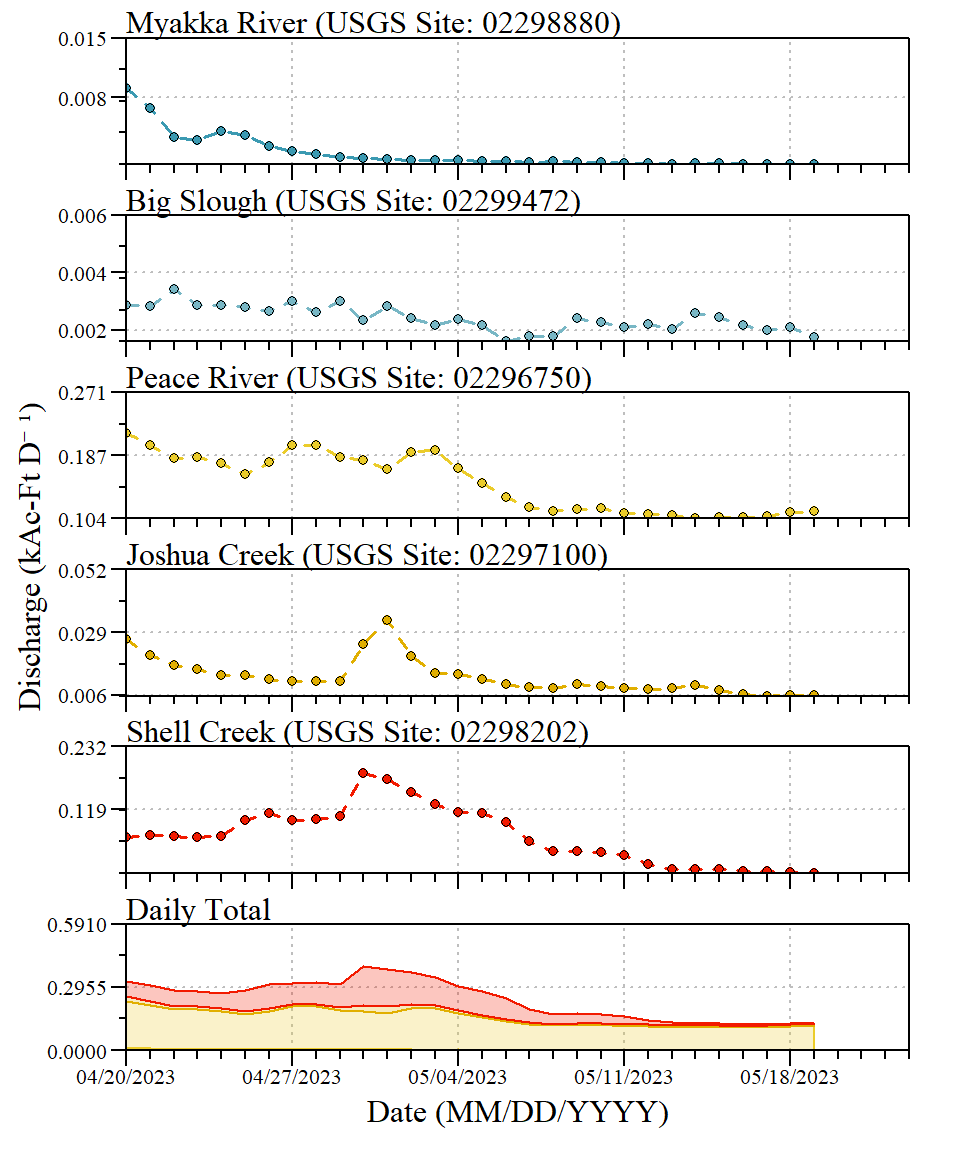 Myakka River (USGS Site: 02298880)
0.015
0.008
Big Slough (USGS Site: 02299472)
0.006
0.004
0.002
Peace River (USGS Site: 02296750)
0.271
0.187
0.104
Joshua Creek (USGS Site: 02297100)
0.052
0.029
0.006
Shell Creek (USGS Site: 02298202)
0.232
0.119
Daily Total
0.5910
0.2955
0.0000
04/20/2023 04/27/2023 05/04/2023 05/11/2023 05/18/2023
Date (MM/DD/YYYY)
Discharge (kAc-Ft D⁻¹)